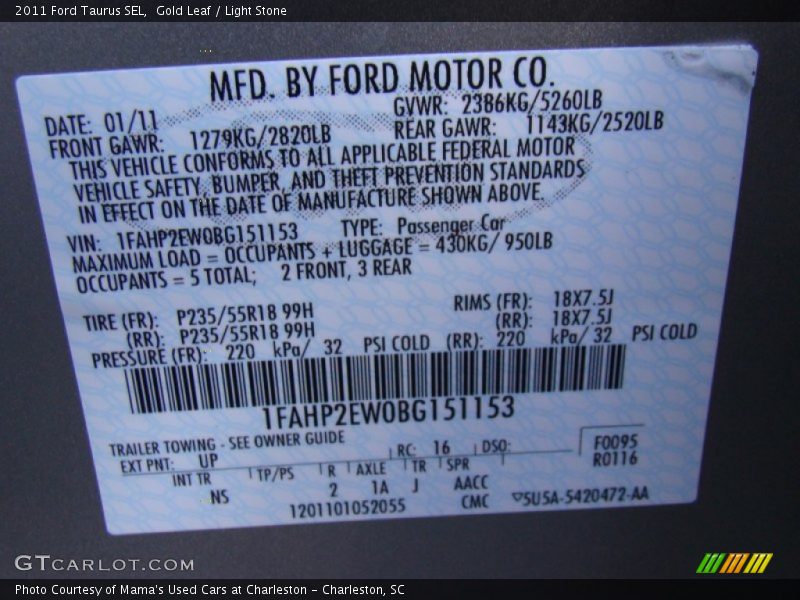 2011 Ford Taurus SEL,  Gold Leaf / Light Stone
MFD. BY FORD MOTOR CO.
DATE: 01/11 GVWR: 2386KG/5260LB
FRONT GAWR: 1279KG/2820LB REAR GAWR: 1143KG/2520LB
THIS VEHICLE CONFORMS TO ALL APPLICABLE FEDERAL MOTOR
VEHICLE SAFETY, BUMPER, AND THEFT PREVENTION STANDARDS
IN EFFECT ON THE DATE OF MANUFACTURE SHOWN ABOVE.
VIN: 1FAHP2EW0BG151153 TYPE: Passenger Car
MAXIMUM LOAD = OCCUPANTS + LUGGAGE = 430KG/ 950LB
OCCUPANTS = 5 TOTAL; 2 FRONT, 3 REAR
TIRE (FR): P235/55R18 99H RIMS (FR): 18X7.5J
(RR): P235/55R18 99H (RR): 18X7.5J
PRESSURE (FR): 220 kPa/ 32 PSI COLD (RR): 220 kPa/ 32 PSI COLD
1FAHP2EW0BG151153
TRAILER TOWING - SEE OWNER GUIDE
EXT PNT: UP RC: 16 DSO: F0095
R0116
INT TR TP/PS R AXLE TR SPR
NS 2 1A J AACC
1201101052055 CMC ▽5U5A-5420472-AA
GTCARLOT.COM
Photo Courtesy of Mama's Used Cars at Charleston - Charleston, SC